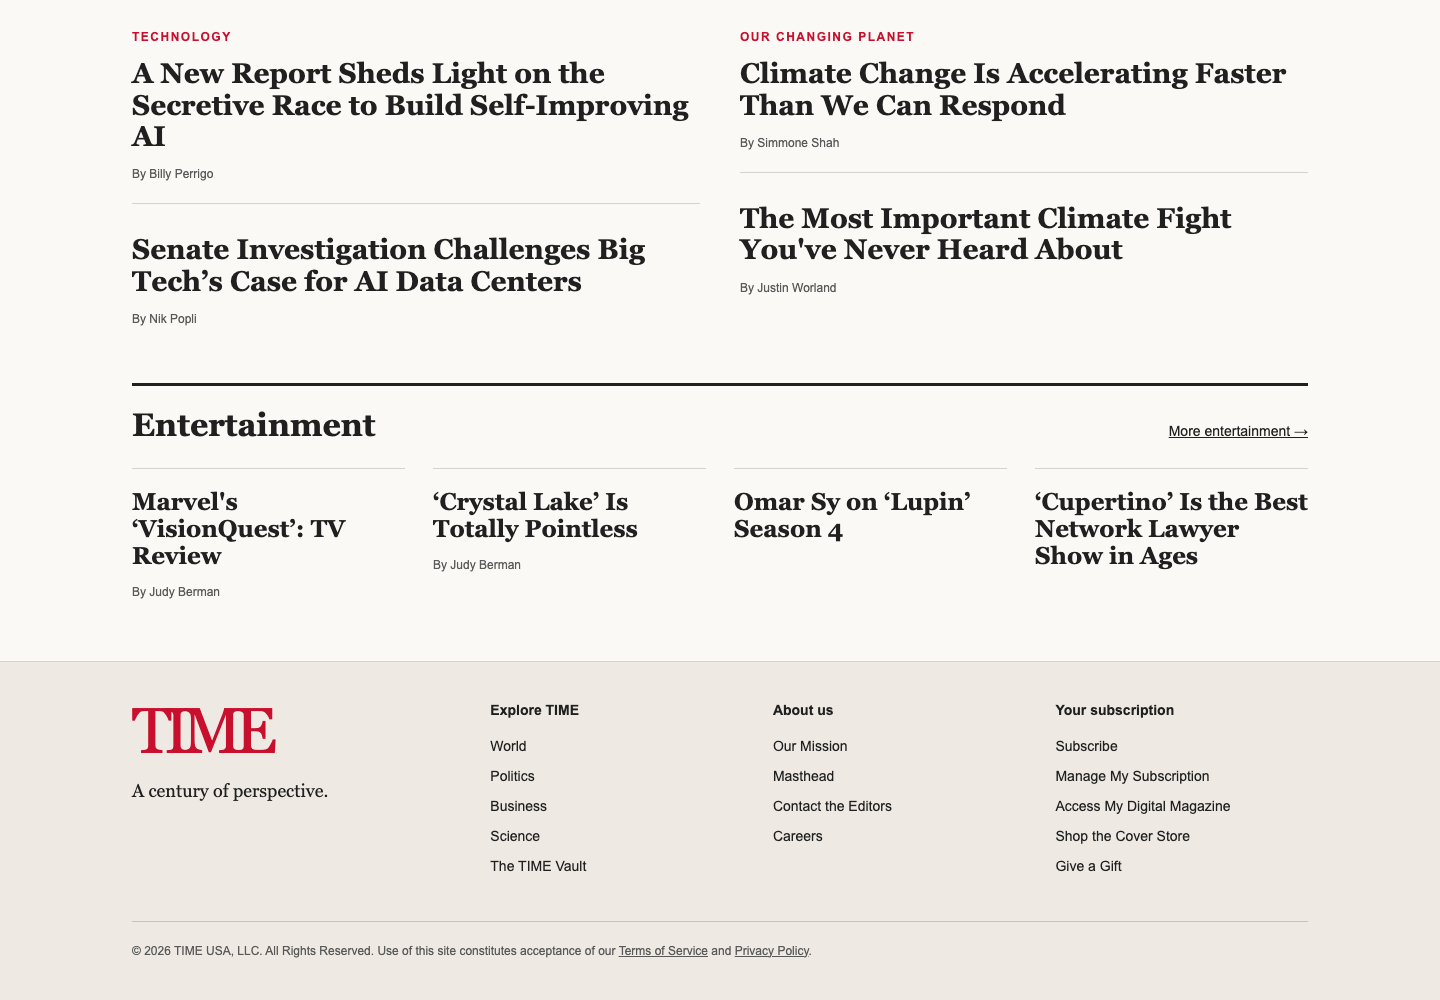 TECHNOLOGY
A New Report Sheds Light on the
Secretive Race to Build Self-Improving
AI
By Billy Perrigo
Senate Investigation Challenges Big
Tech’s Case for AI Data Centers
By Nik Popli
OUR CHANGING PLANET
Climate Change Is Accelerating Faster
Than We Can Respond
By Simmone Shah
The Most Important Climate Fight
You've Never Heard About
By Justin Worland
Entertainment
More entertainment →
Marvel's
‘VisionQuest’: TV
Review
By Judy Berman
‘Crystal Lake’ Is
Totally Pointless
By Judy Berman
Omar Sy on ‘Lupin’
Season 4
‘Cupertino’ Is the Best
Network Lawyer
Show in Ages
TIME
A century of perspective.
Explore TIME
World
Politics
Business
Science
The TIME Vault
About us
Our Mission
Masthead
Contact the Editors
Careers
Your subscription
Subscribe
Manage My Subscription
Access My Digital Magazine
Shop the Cover Store
Give a Gift
© 2026 TIME USA, LLC. All Rights Reserved. Use of this site constitutes acceptance of our Terms of Service and Privacy Policy.